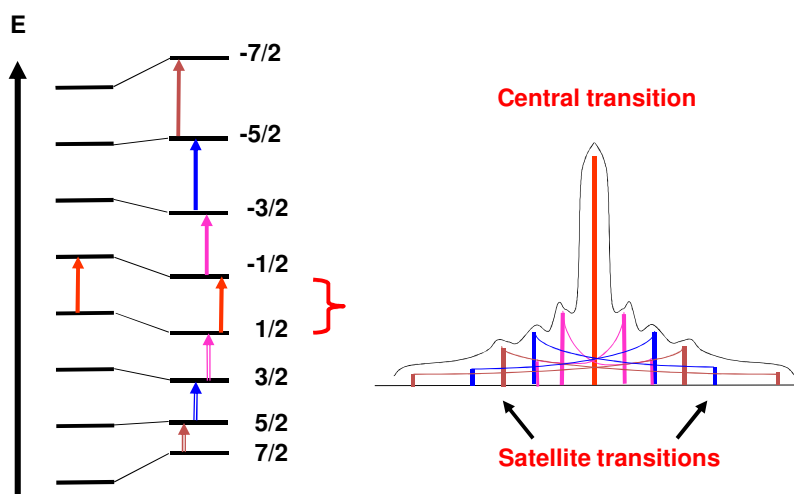 E
-7/2
-5/2
-3/2
-1/2
1/2
3/2
5/2
7/2
Central transition
Satellite transitions